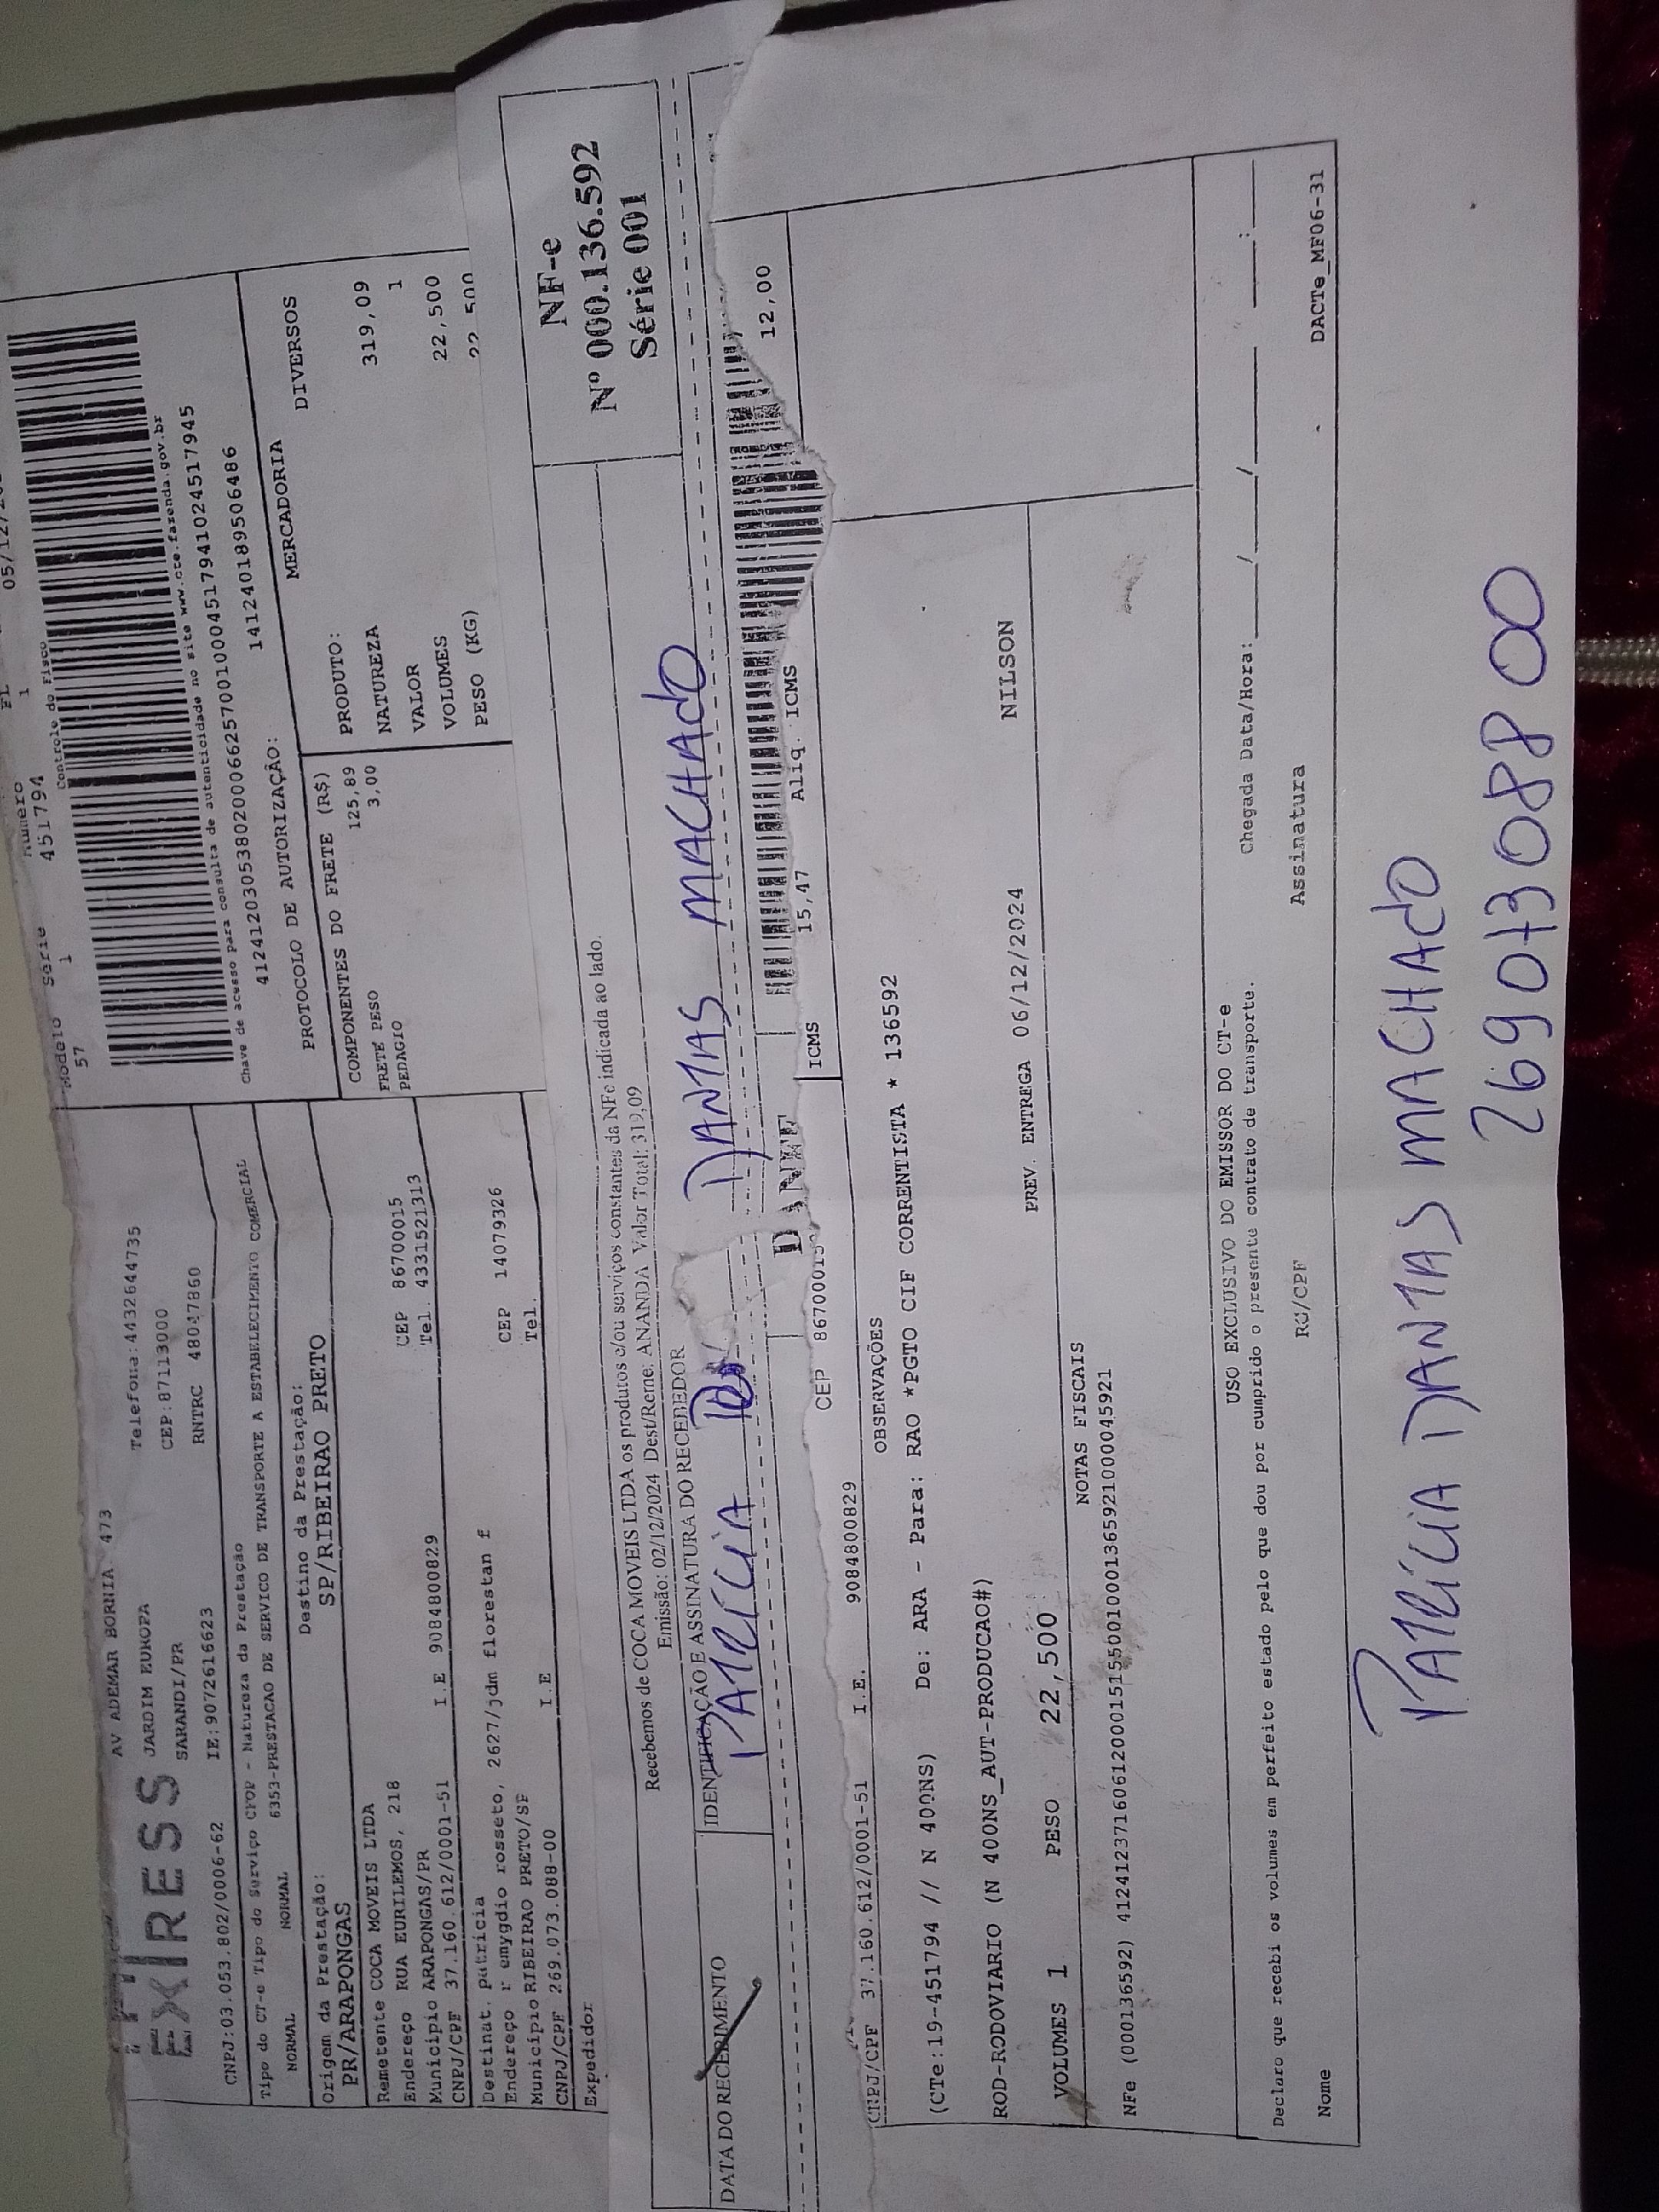 05/12/
FL
1
Modelo Série Número
57 1 451794
Controle do Fisco
Chave de acesso para consulta de autenticidade no site www.cte.fazenda.gov.br
41241203053802000662570010004517941024517945
PROTOCOLO DE AUTORIZAÇÃO: 141240189506486
EXPRESS
AV ADEMAR BORNIA, 473
JARDIM EUROPA Telefone:4432644735
SARANDI/PR CEP:87113000
CNPJ:03.053.802/0006-62 IE:9072616623 RNTRC 48047860
Tipo do CT-e Tipo do Serviço CFOP - Natureza da Prestação
NORMAL NORMAL 6353-PRESTACAO DE SERVICO DE TRANSPORTE A ESTABELECIMENTO COMERCIAL
Origem da Prestação: Destino da Prestação:
PR/ARAPONGAS SP/RIBEIRAO PRETO
Remetente COCA MOVEIS LTDA
Endereço RUA EURILEMOS, 218 CEP 86700015
Município ARAPONGAS/PR Tel. 4331521313
CNPJ/CPF 37.160.612/0001-51 I.E 9084800829
Destinat. patricia
Endereço r emygdio rosseto, 2627/jdm florestan f
Município RIBEIRAO PRETO/SP CEP 14079326
CNPJ/CPF 269.073.088-00 I.E Tel.
Expedidor
COMPONENTES DO FRETE (R$)
FRETE PESO 125,89
PEDAGIO 3,00
MERCADORIA
PRODUTO: DIVERSOS
NATUREZA
VALOR 319,09
VOLUMES 1
PESO (KG) 22,500
22,500
Recebemos de COCA MOVEIS LTDA os produtos e/ou serviços constantes da NFe indicada ao lado.
Emissão: 02/12/2024 Dest/Reme: ANANDA Valor Total: 319,09
NF-e
Nº 000.136.592
Série 001
DATA DO RECEBIMENTO IDENTIFICAÇÃO E ASSINATURA DO RECEBEDOR
PATRÍCIA DANTAS MACHADO
DANFE
CEP 86700015 ICMS 15,47 Aliq. ICMS 12,00
CNPJ/CPF 37.160.612/0001-51 I.E. 9084800829
OBSERVAÇÕES
(CTe:19-451794 // N 400NS) De: ARA - Para: RAO *PGTO CIF CORRENTISTA * 136592
ROD-RODOVIARIO (N 400NS_AUT-PRODUCAO#)
PREV. ENTREGA 06/12/2024 NILSON
VOLUMES 1 PESO 22,500
NOTAS FISCAIS
NFe (000136592) 41241237160612000151550010001365921000045921
USO EXCLUSIVO DO EMISSOR DO CT-e
Declaro que recebi os volumes em perfeito estado pelo que dou por cumprido o presente contrato de transporte. Chegada Data/Hora: ___/___/___ ___:___
Nome RG/CPF Assinatura
DACTe_MF06-31
PATRÍCIA DANTAS MACHADO
269073088 00